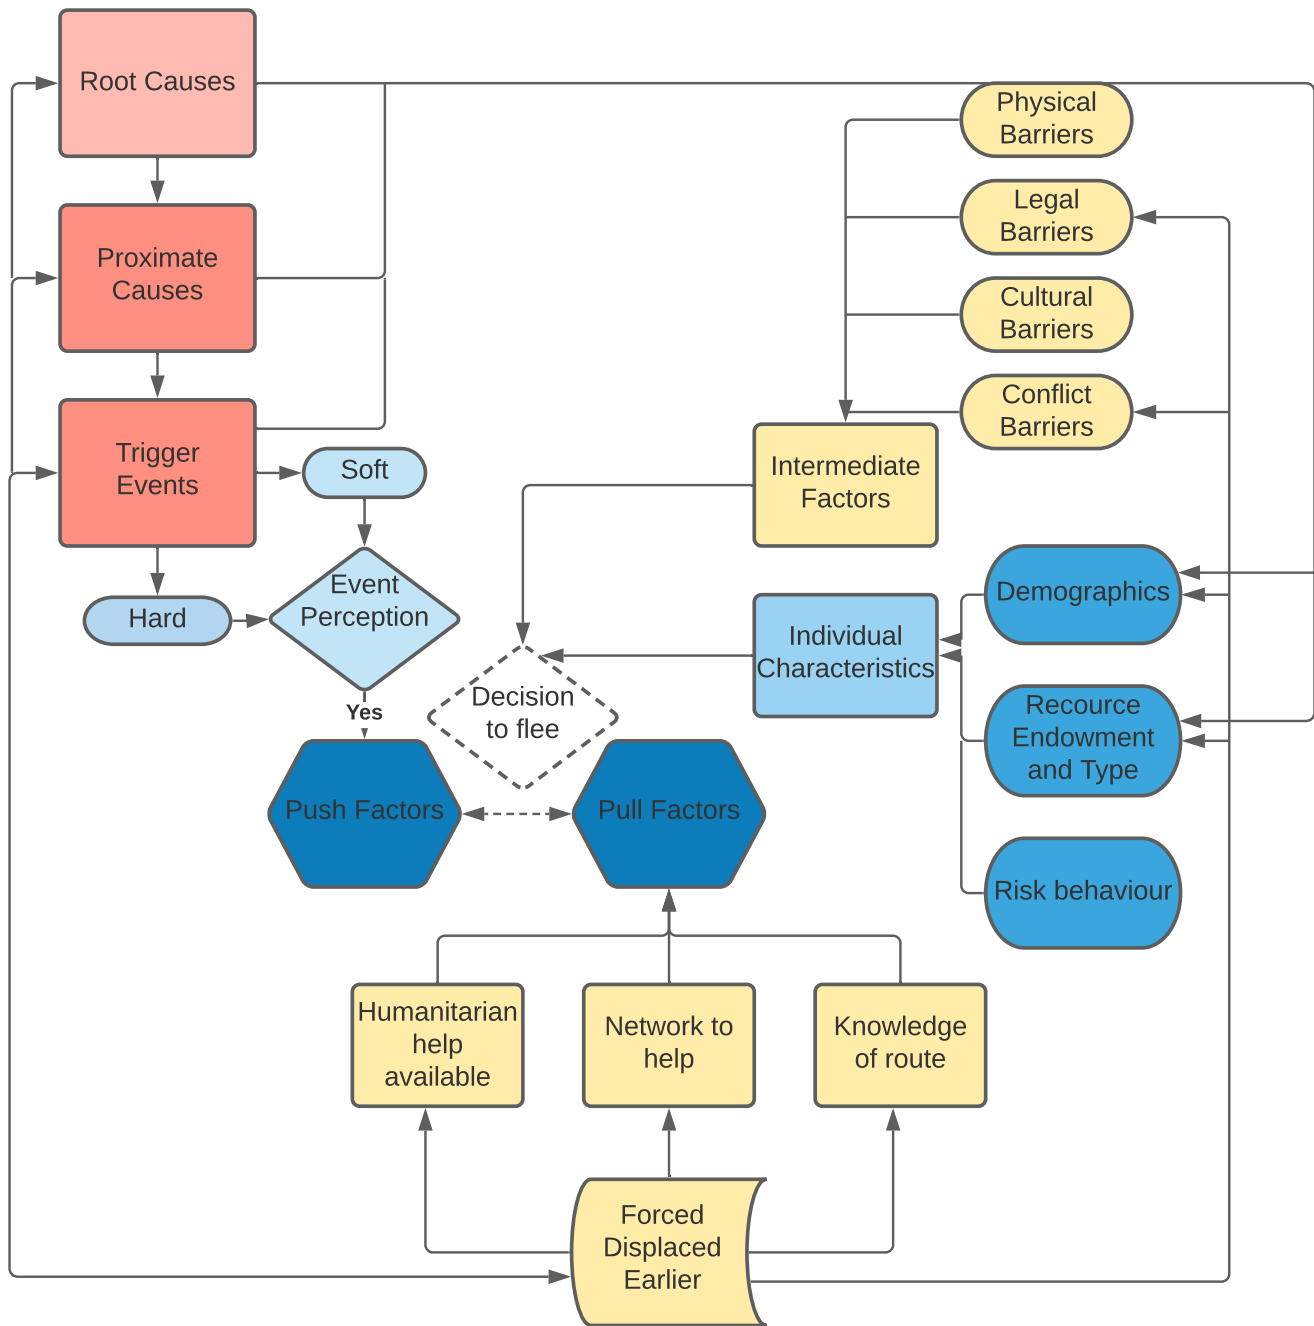 Root Causes
Proximate
Causes
Trigger
Events
Soft
Hard
Event
Perception
Yes
Push Factors
Decision
to flee
Pull Factors
Physical
Barriers
Legal
Barriers
Cultural
Barriers
Conflict
Barriers
Intermediate
Factors
Individual
Characteristics
Demographics
Recource
Endowment
and Type
Risk behaviour
Humanitarian
help
available
Network to
help
Knowledge
of route
Forced
Displaced
Earlier